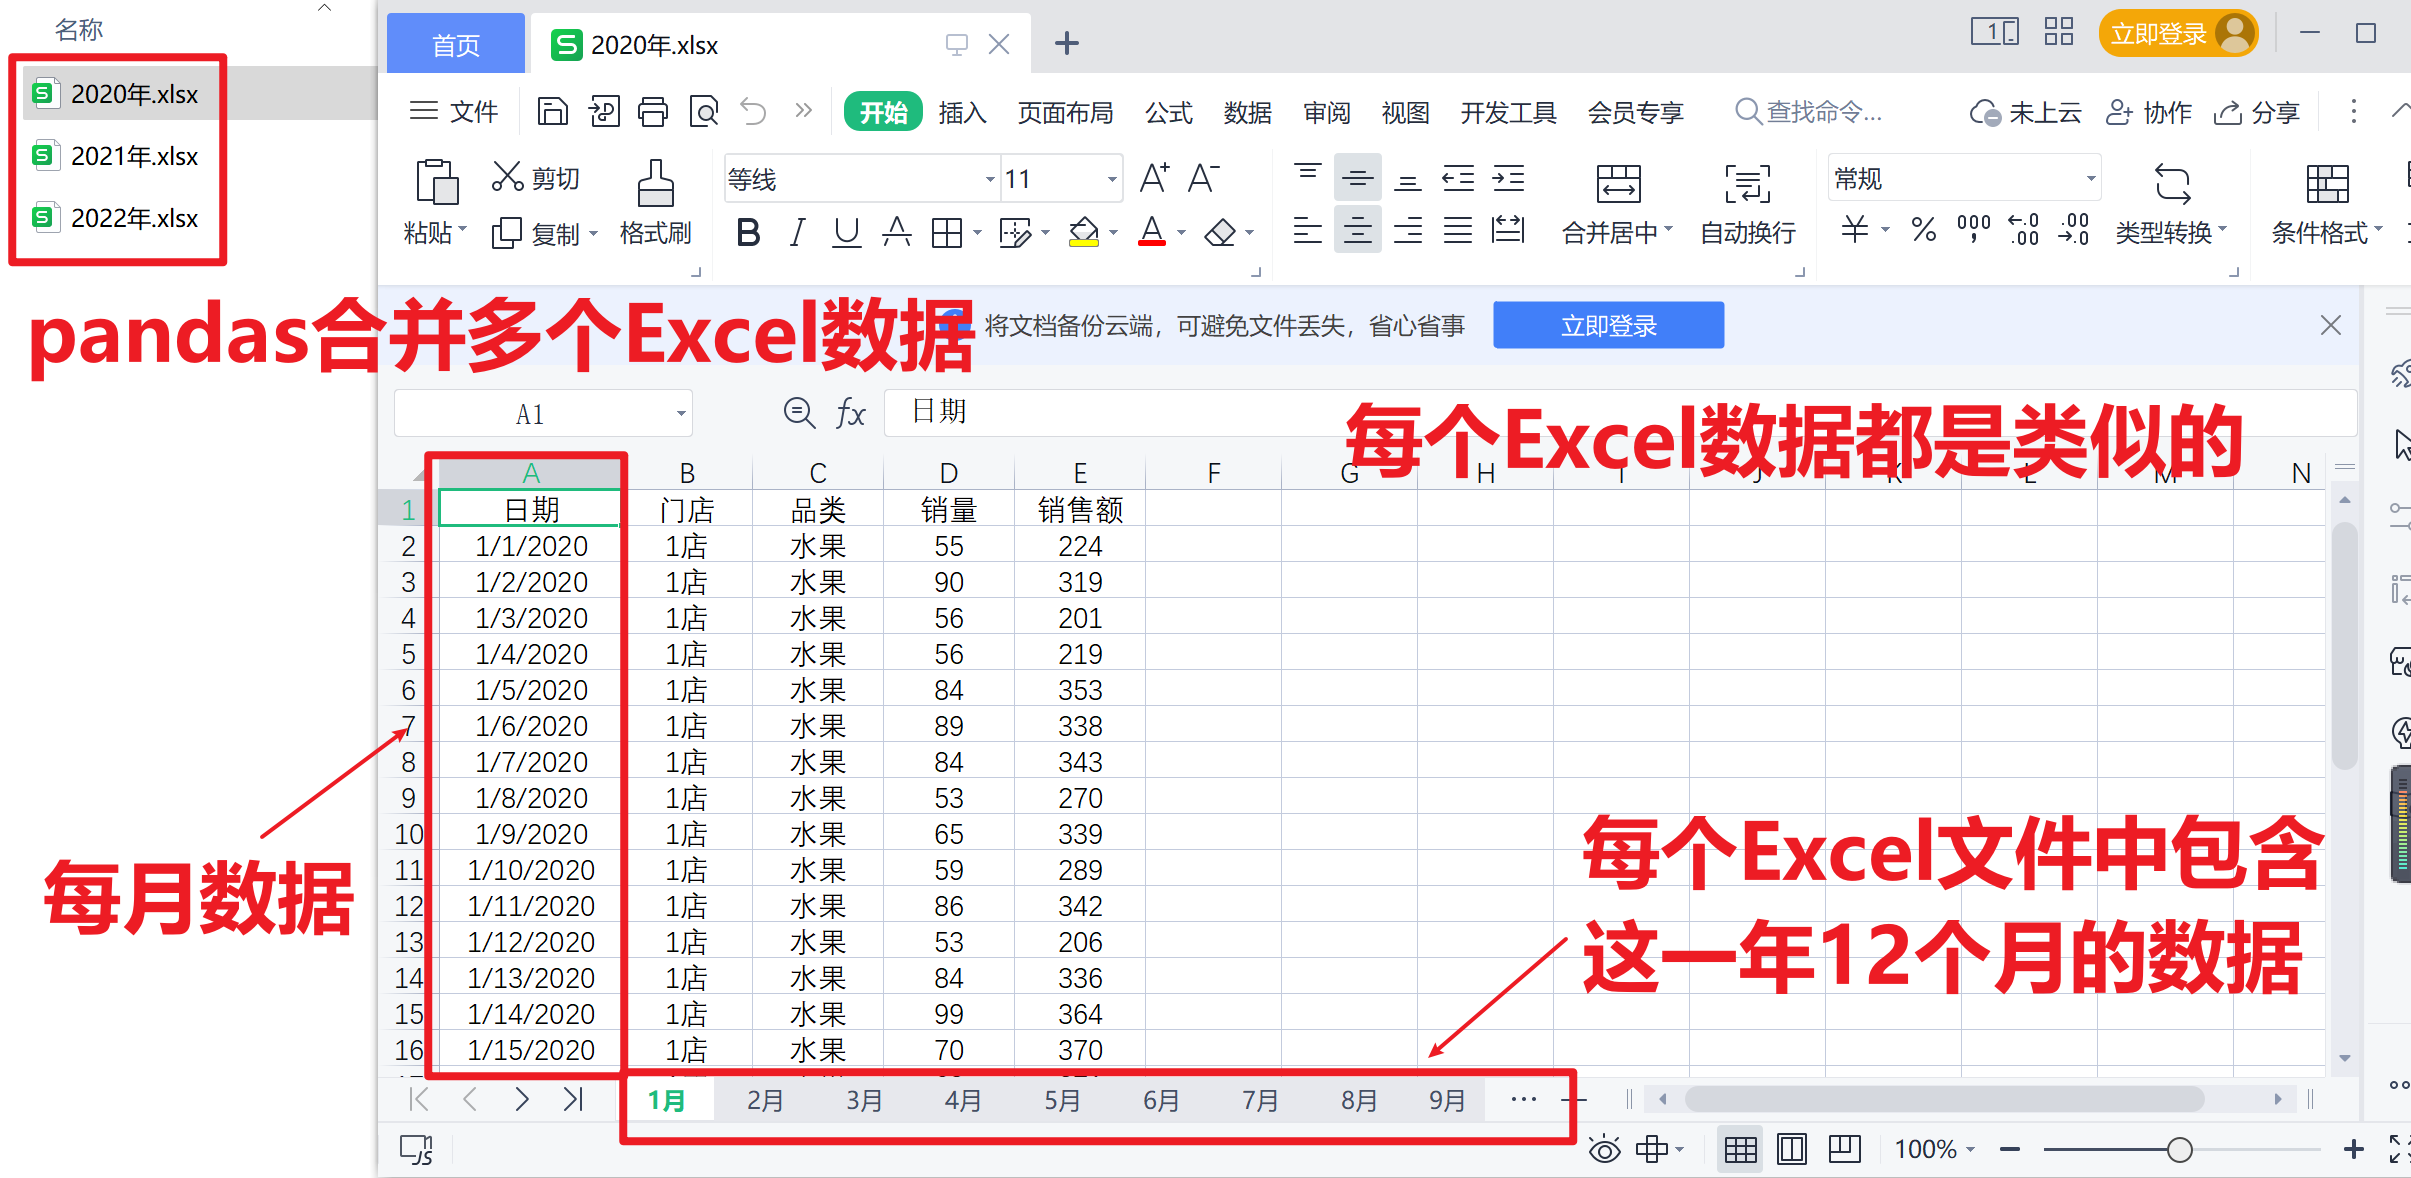 名称
2020年.xlsx
2021年.xlsx
2022年.xlsx
首页
2020年.xlsx
1
立即登录
文件
开始 插入 页面布局 公式 数据 审阅 视图 开发工具 会员专享
查找命令...
未上云 协作 分享
粘贴
剪切
复制
格式刷
等线 11
合并居中
自动换行
常规
类型转换
条件格式
pandas合并多个Excel数据
将文档备份云端，可避免文件丢失，省心省事
立即登录
A1
fx
日期
每个Excel数据都是类似的
A B C D E F G H I J K L M N
1 日期 门店 品类 销量 销售额
2 1/1/2020 1店 水果 55 224
3 1/2/2020 1店 水果 90 319
4 1/3/2020 1店 水果 56 201
5 1/4/2020 1店 水果 56 219
6 1/5/2020 1店 水果 84 353
7 1/6/2020 1店 水果 89 338
8 1/7/2020 1店 水果 84 343
9 1/8/2020 1店 水果 53 270
10 1/9/2020 1店 水果 65 339
11 1/10/2020 1店 水果 59 289
12 1/11/2020 1店 水果 86 342
13 1/12/2020 1店 水果 53 206
14 1/13/2020 1店 水果 84 336
15 1/14/2020 1店 水果 99 364
16 1/15/2020 1店 水果 70 370
每月数据
每个Excel文件中包含
这一年12个月的数据
1月 2月 3月 4月 5月 6月 7月 8月 9月 ...
100%